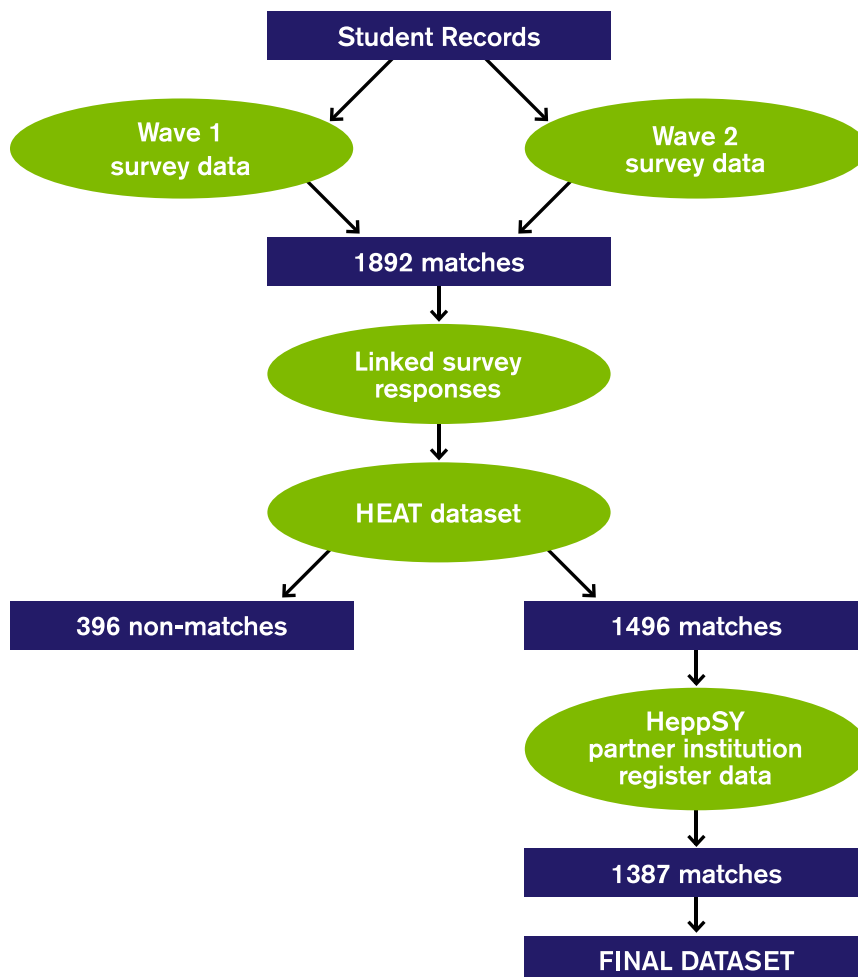 Student Records
Wave 1
survey data
Wave 2
survey data
1892 matches
Linked survey
responses
HEAT dataset
396 non-matches
1496 matches
HeppSY
partner institution
register data
1387 matches
FINAL DATASET